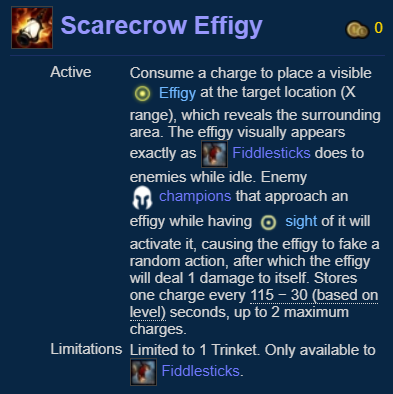 Scarecrow Effigy 0
Active Consume a charge to place a visible
Effigy at the target location (X
range), which reveals the surrounding
area. The effigy visually appears
exactly as Fiddlesticks does to
enemies while idle. Enemy
champions that approach an
effigy while having sight of it will
activate it, causing the effigy to fake a
random action, after which the effigy
will deal 1 damage to itself. Stores
one charge every 115 − 30 (based on
level) seconds, up to 2 maximum
charges.
Limitations Limited to 1 Trinket. Only available to
Fiddlesticks.